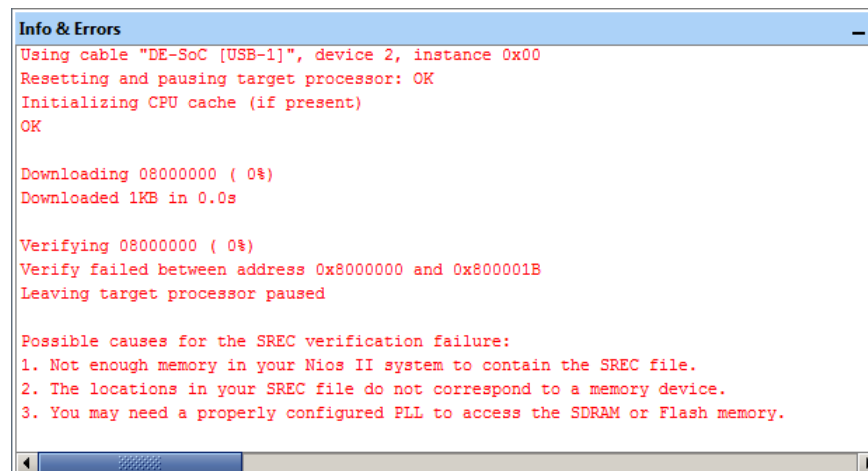 Info & Errors
Using cable "DE-SoC [USB-1]", device 2, instance 0x00
Resetting and pausing target processor: OK
Initializing CPU cache (if present)
OK
Downloading 08000000 ( 0%)
Downloaded 1KB in 0.0s
Verifying 08000000 ( 0%)
Verify failed between address 0x8000000 and 0x800001B
Leaving target processor paused
Possible causes for the SREC verification failure:
1. Not enough memory in your Nios II system to contain the SREC file.
2. The locations in your SREC file do not correspond to a memory device.
3. You may need a properly configured PLL to access the SDRAM or Flash memory.